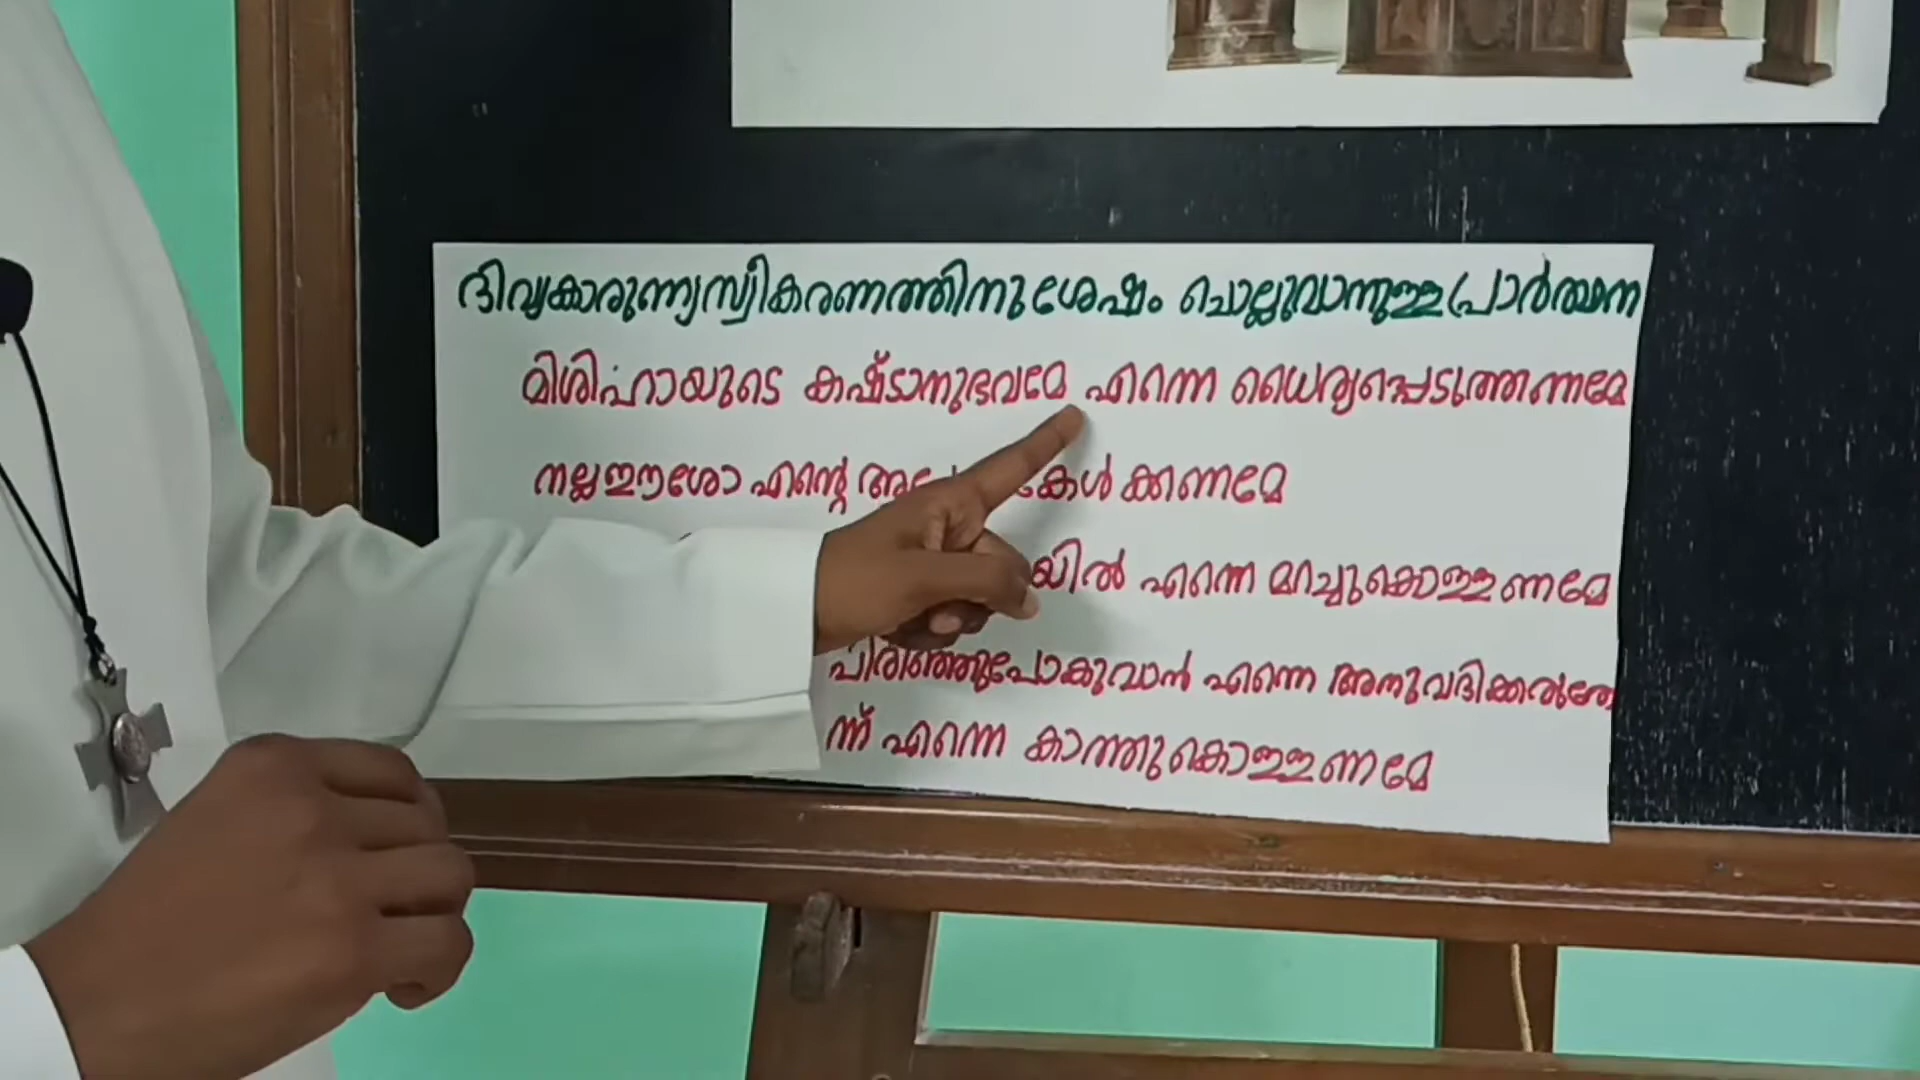 ദിവ്യകാരുണ്യസ്വീകരണത്തിനു ശേഷം ചൊല്ലുവാനുള്ള പ്രാർത്ഥന
മിശിഹായുടെ കഷ്ടാനുഭവമേ എന്നെ ധൈര്യപ്പെടുത്തണമേ
നല്ല ഈശോ എന്റെ കേൾക്കണമേ
എന്നെ മറച്ചുകൊള്ളണമേ
പിരിഞ്ഞുപോകുവാൻ എന്നെ അനുവദിക്കരുതേ
എന്നെ കാത്തുകൊള്ളണമേ